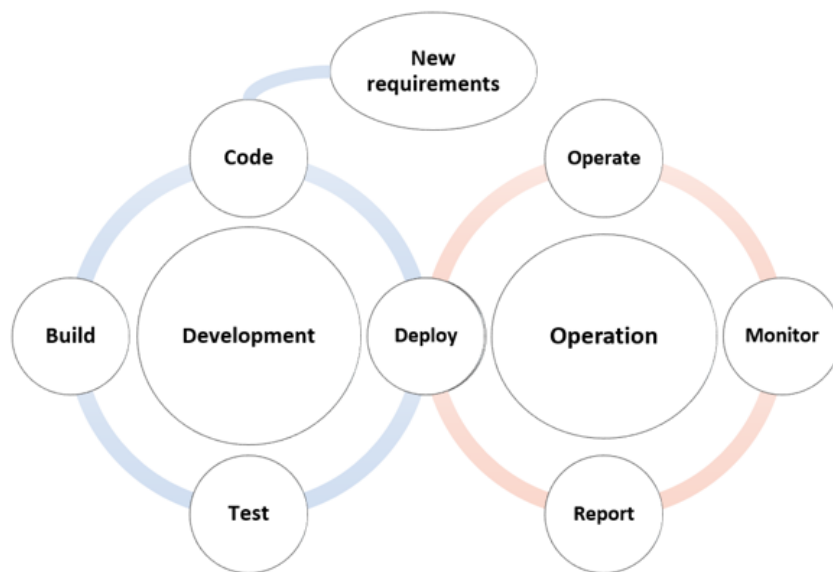 New
requirements
Code
Operate
Build
Development
Deploy
Operation
Monitor
Test
Report